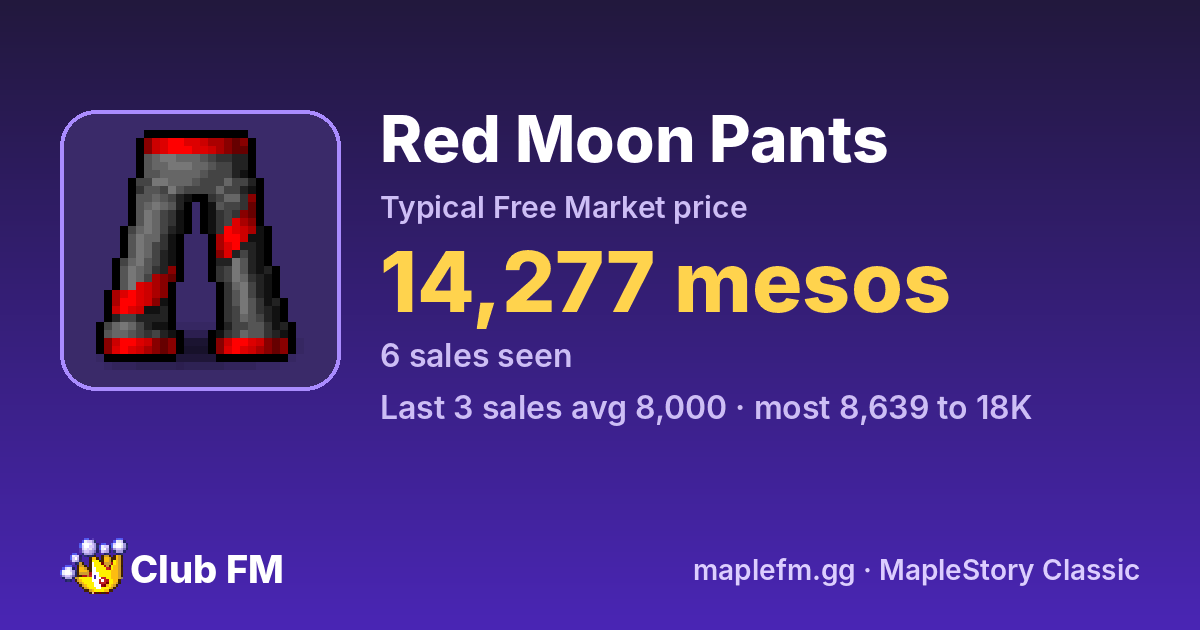 Red Moon Pants
Typical Free Market price
14,277 mesos
6 sales seen
Last 3 sales avg 8,000 · most 8,639 to 18K
Club FM
maplefm.gg · MapleStory Classic